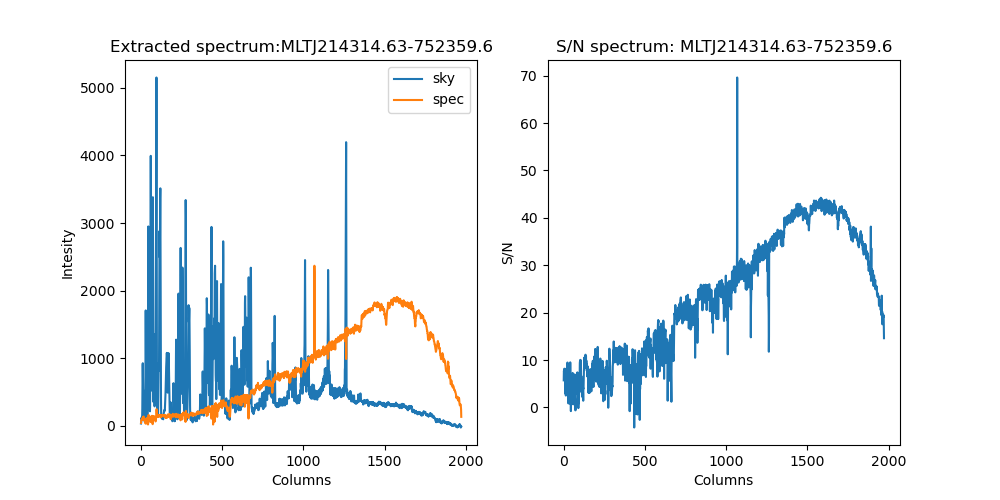 Extracted spectrum:MLTJ214314.63-752359.6
sky
spec
5000
4000
3000
2000
1000
0
Intesity
0 500 1000 1500 2000
Columns
S/N spectrum: MLTJ214314.63-752359.6
70
60
50
40
30
20
10
0
S/N
0 500 1000 1500 2000
Columns